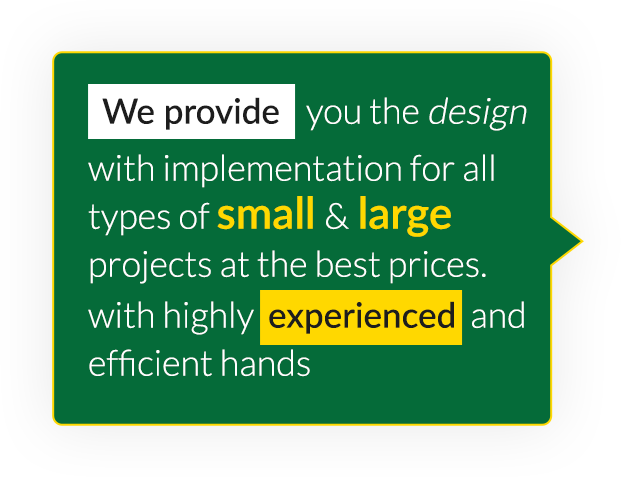 We provide you the design
with implementation for all
types of small & large
projects at the best prices.
with highly experienced and
efficient hands